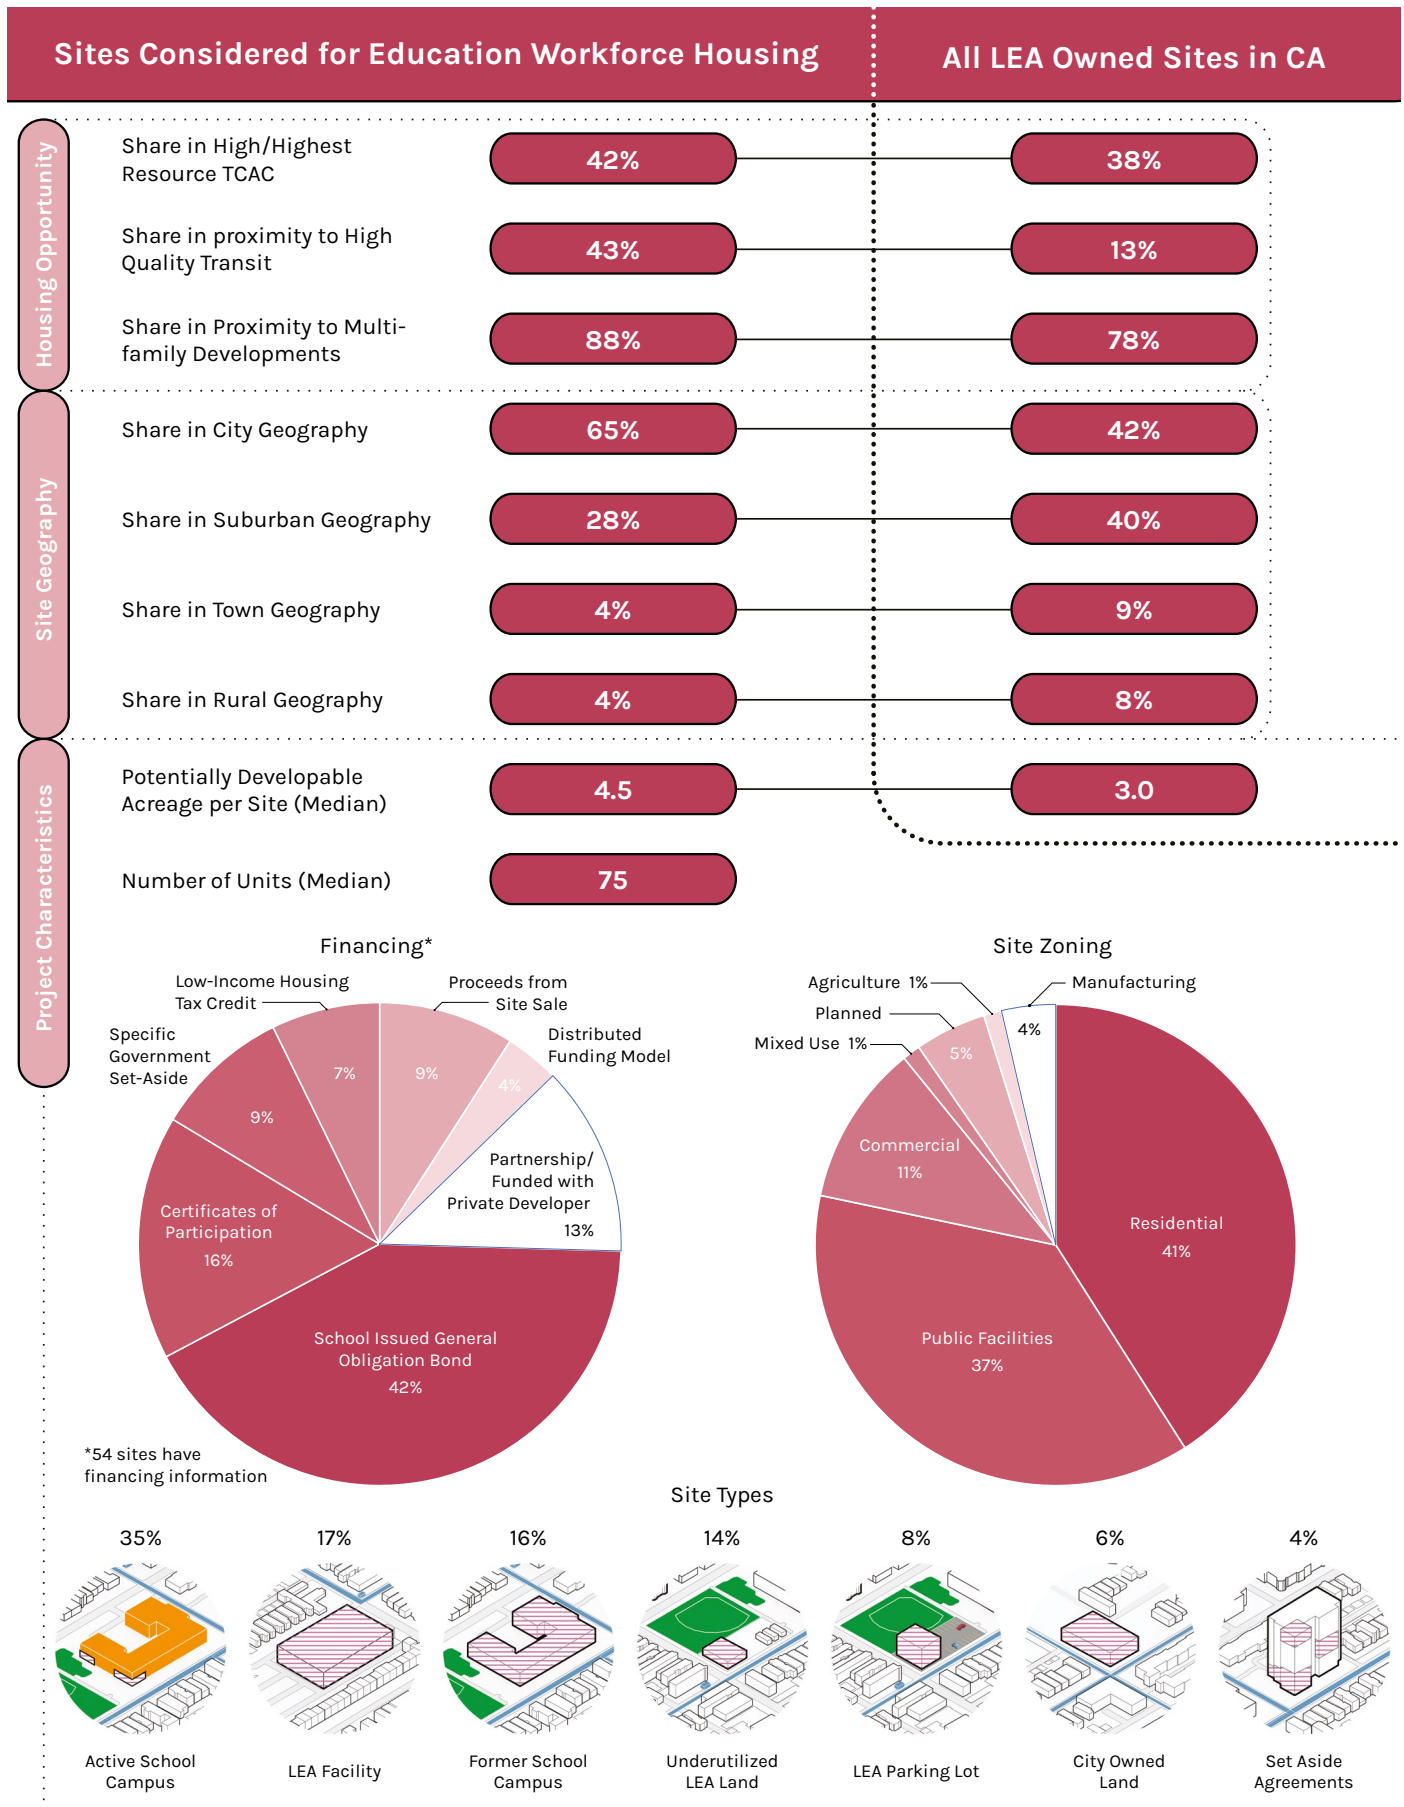 Sites Considered for Education Workforce Housing
All LEA Owned Sites in CA
Housing Opportunity
Share in High/Highest
Resource TCAC
42%
38%
Share in proximity to High
Quality Transit
43%
13%
Share in Proximity to Multi-
family Developments
88%
78%
Site Geography
Share in City Geography
65%
42%
Share in Suburban Geography
28%
40%
Share in Town Geography
4%
9%
Share in Rural Geography
4%
8%
Project Characteristics
Potentially Developable
Acreage per Site (Median)
4.5
3.0
Number of Units (Median)
75
Financing*
Low-Income Housing
Tax Credit
7%
Proceeds from
Site Sale
9%
Distributed
Funding Model
4%
Specific
Government
Set-Aside
9%
Partnership/
Funded with
Private Developer
13%
Certificates of
Participation
16%
School Issued General
Obligation Bond
42%
*54 sites have
financing information
Site Zoning
Agriculture 1%
Manufacturing
4%
Planned
5%
Mixed Use 1%
Commercial
11%
Residential
41%
Public Facilities
37%
Site Types
35%
17%
16%
14%
8%
6%
4%
Active School
Campus
LEA Facility
Former School
Campus
Underutilized
LEA Land
LEA Parking Lot
City Owned
Land
Set Aside
Agreements